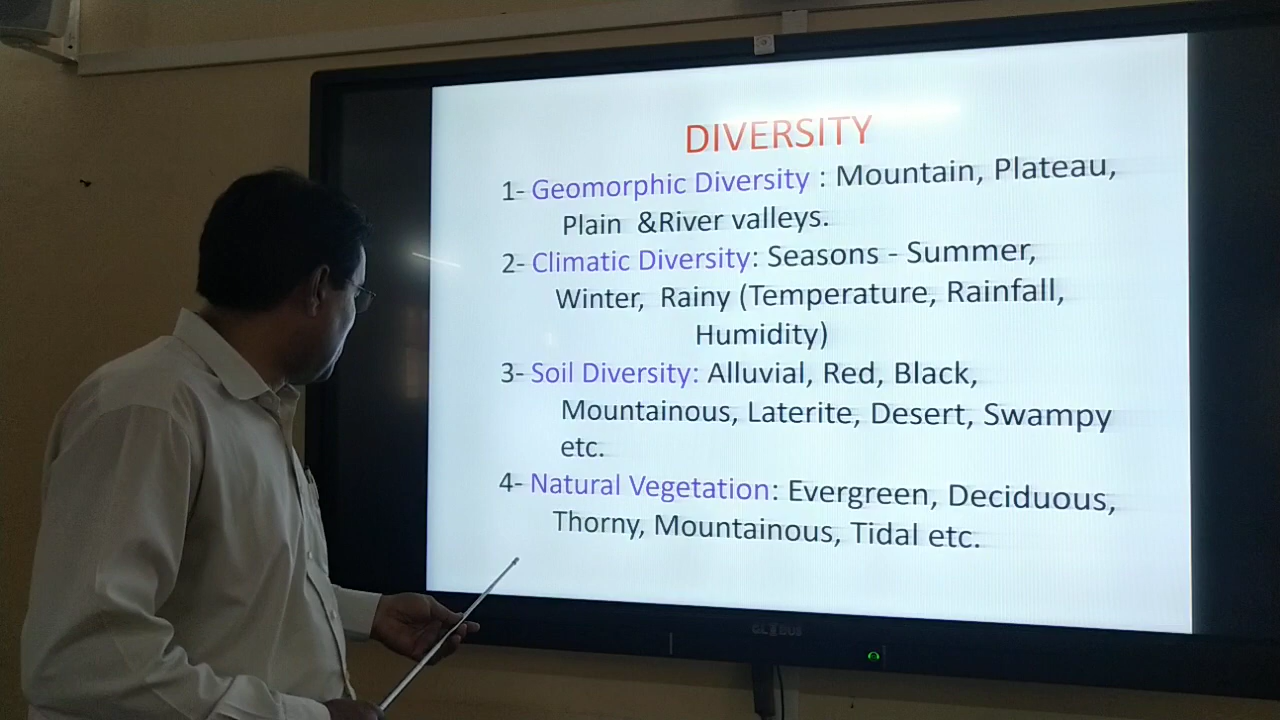 DIVERSITY
1- Geomorphic Diversity : Mountain, Plateau,
Plain &River valleys.
2- Climatic Diversity: Seasons - Summer,
Winter, Rainy (Temperature, Rainfall,
Humidity)
3- Soil Diversity: Alluvial, Red, Black,
Mountainous, Laterite, Desert, Swampy
etc.
4- Natural Vegetation: Evergreen, Deciduous,
Thorny, Mountainous, Tidal etc.
GLOBUS